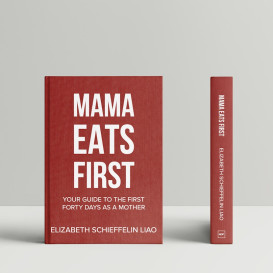 MAMA
EATS
FIRST
YOUR GUIDE TO THE FIRST
FORTY DAYS AS A MOTHER
ELIZABETH SCHIEFFELIN LIAO
MAMA EATS FIRST
ELIZABETH SCHIEFFELIN LIAO